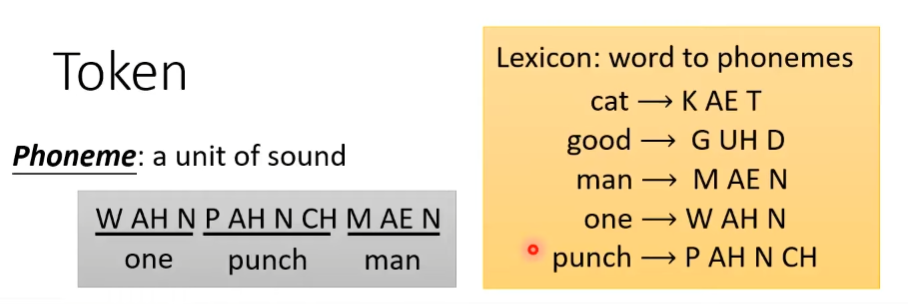 Token
Phoneme: a unit of sound
W AH N P AH N CH M AE N
one punch man
Lexicon: word to phonemes
cat → K AE T
good → G UH D
man → M AE N
one → W AH N
punch → P AH N CH